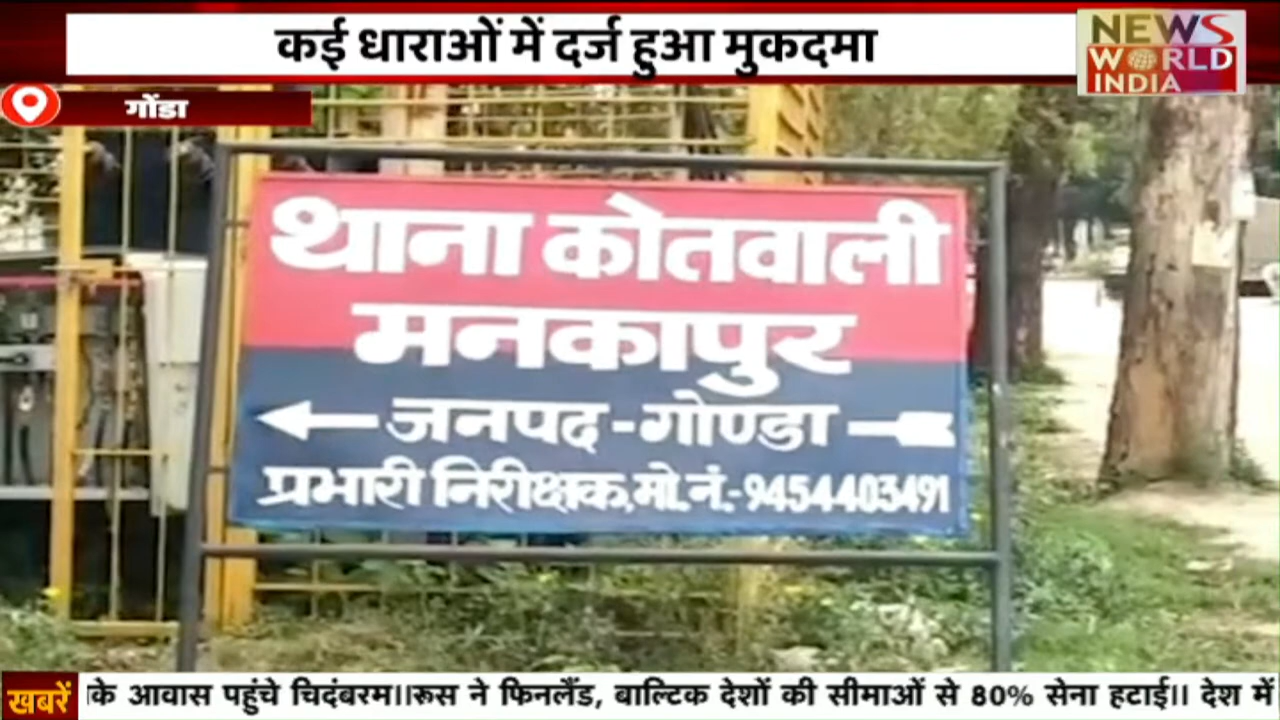 कई धाराओं में दर्ज हुआ मुकदमा
NEWS
WORLD
INDIA
गोंडा
थाना कोतवाली
मनकापुर
जनपद-गोण्डा
प्रभारी निरीक्षक,मो.नं.-9454403491
खबरें के आवास पहुंचे चिदंबरम॥रूस ने फिनलैंड, बाल्टिक देशों की सीमाओं से 80% सेना हटाई॥ देश में